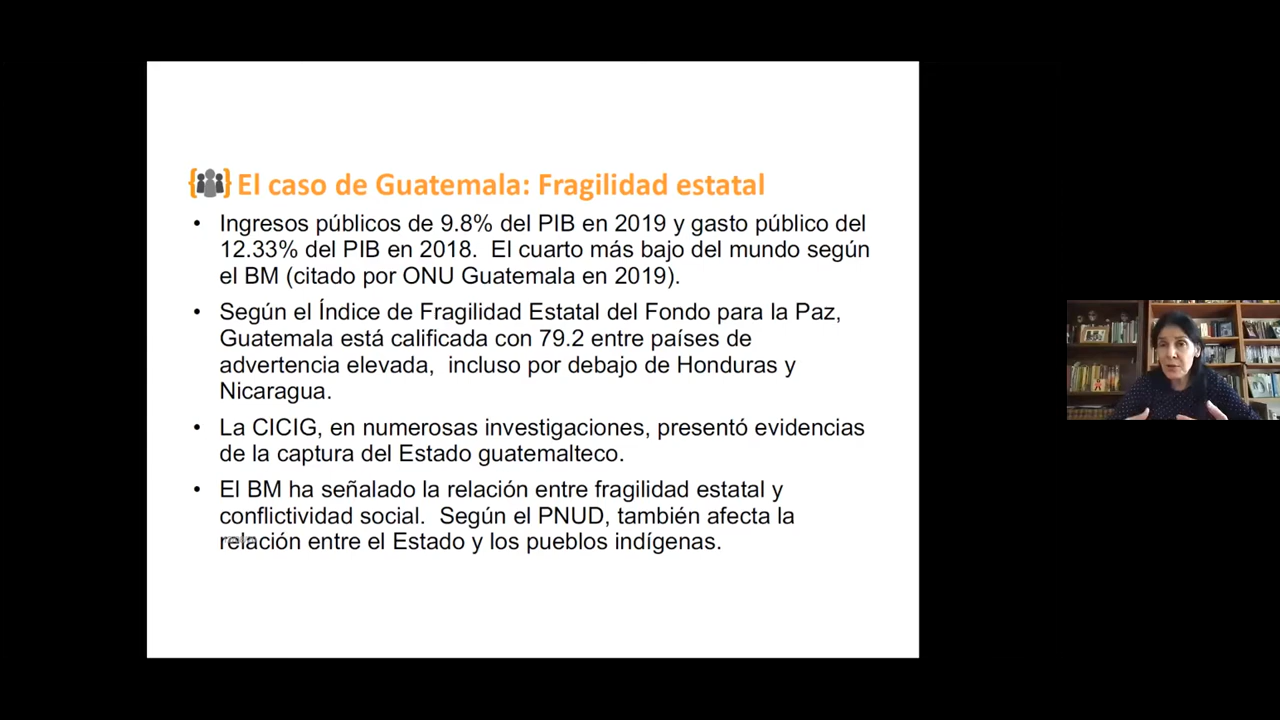 El caso de Guatemala: Fragilidad estatal
• Ingresos públicos de 9.8% del PIB en 2019 y gasto público del
12.33% del PIB en 2018.  El cuarto más bajo del mundo según
el BM (citado por ONU Guatemala en 2019).
• Según el Índice de Fragilidad Estatal del Fondo para la Paz,
Guatemala está calificada con 79.2 entre países de
advertencia elevada,  incluso por debajo de Honduras y
Nicaragua.
• La CICIG, en numerosas investigaciones, presentó evidencias
de la captura del Estado guatemalteco.
• El BM ha señalado la relación entre fragilidad estatal y
conflictividad social.  Según el PNUD, también afecta la
relación entre el Estado y los pueblos indígenas.